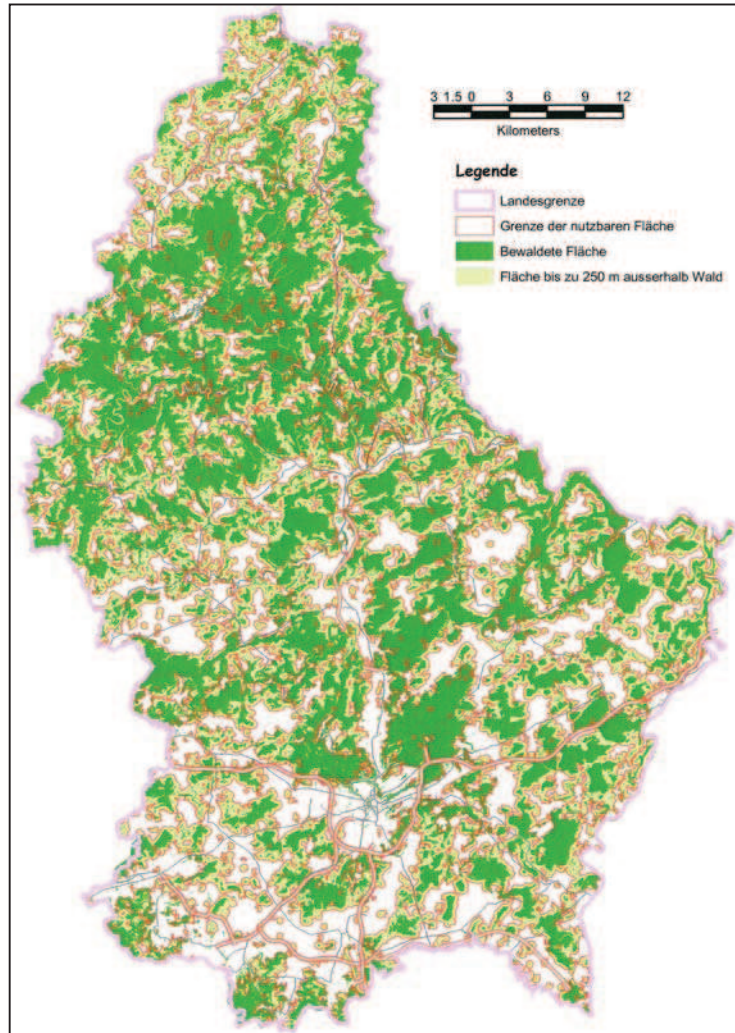 3 1.5 0 3 6 9 12
Kilometers
Legende
Landesgrenze
Grenze der nutzbaren Fläche
Bewaldete Fläche
Fläche bis zu 250 m ausserhalb Wald